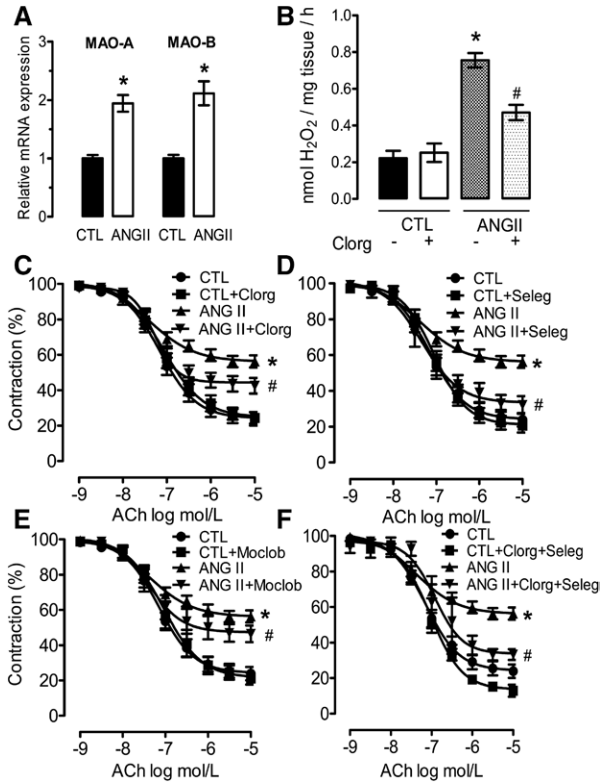 A
MAO-A MAO-B
Relative mRNA expression
3
2
1
0
* *
CTL ANGII CTL ANGII
B
nmol H₂O₂ / mg tissue / h
1.0
0.8
0.6
0.4
0.2
0.0
*
#
CTL ANGII
Clorg - + - +
C
CTL
CTL+Clorg
ANG II
ANG II+Clorg
Contraction (%)
100
80
60
40
20
*
#
-9 -8 -7 -6 -5
ACh log mol/L
D
CTL
CTL+Seleg
ANG II
ANG II+Seleg
100
80
60
40
20
0
*
#
-9 -8 -7 -6 -5
ACh log mol/L
E
CTL
CTL+Moclob
ANG II
ANG II+Moclob
Contraction (%)
100
80
60
40
20
0
*
#
-9 -8 -7 -6 -5
ACh log mol/L
F
CTL
CTL+Clorg+Seleg
ANG II
ANG II+Clorg+Seleg
100
80
60
40
20
0
*
#
-9 -8 -7 -6 -5
ACh log mol/L